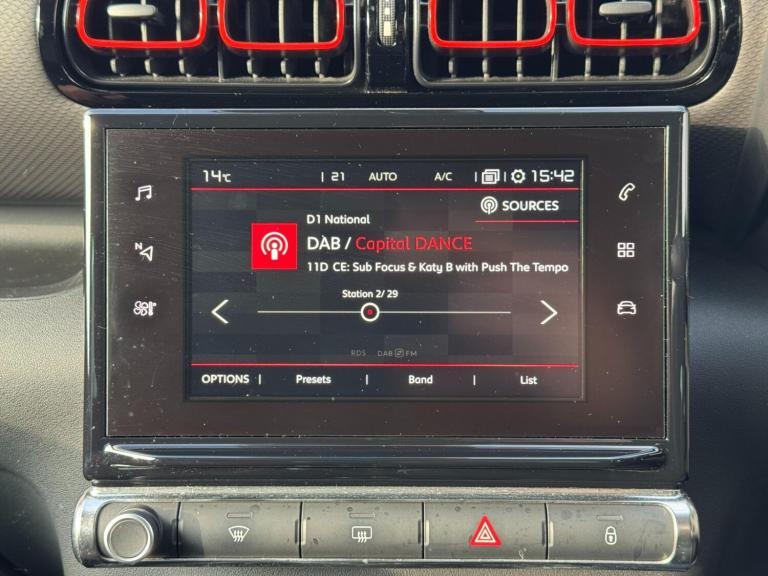 14°C | 21 AUTO A/C | | 15:42
SOURCES
D1 National
DAB / Capital DANCE
11D CE: Sub Focus & Katy B with Push The Tempo
N
Station 2/ 29
RDS DAB FM
OPTIONS | Presets | Band | List